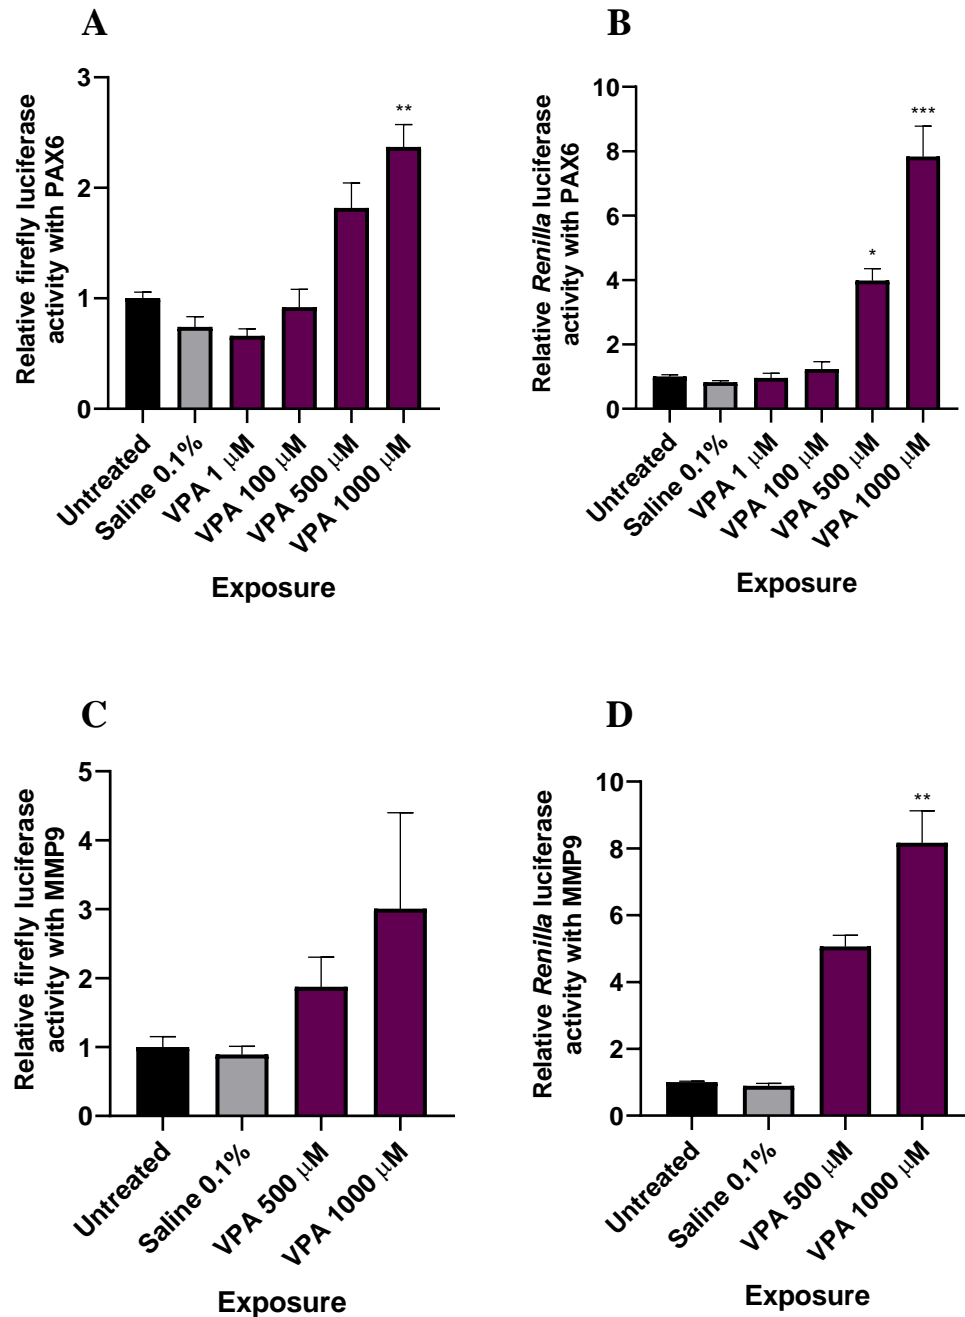 A
Relative firefly luciferase
activity with PAX6
3
2
1
0
**
Untreated
Saline 0.1%
VPA 1 μM
VPA 100 μM
VPA 500 μM
VPA 1000 μM
Exposure
B
Relative Renilla luciferase
activity with PAX6
10
8
6
4
2
0
*
***
Untreated
Saline 0.1%
VPA 1 μM
VPA 100 μM
VPA 500 μM
VPA 1000 μM
Exposure
C
Relative firefly luciferase
activity with MMP9
5
4
3
2
1
0
Untreated
Saline 0.1%
VPA 500 μM
VPA 1000 μM
Exposure
D
Relative Renilla luciferase
activity with MMP9
10
8
6
4
2
0
**
Untreated
Saline 0.1%
VPA 500 μM
VPA 1000 μM
Exposure